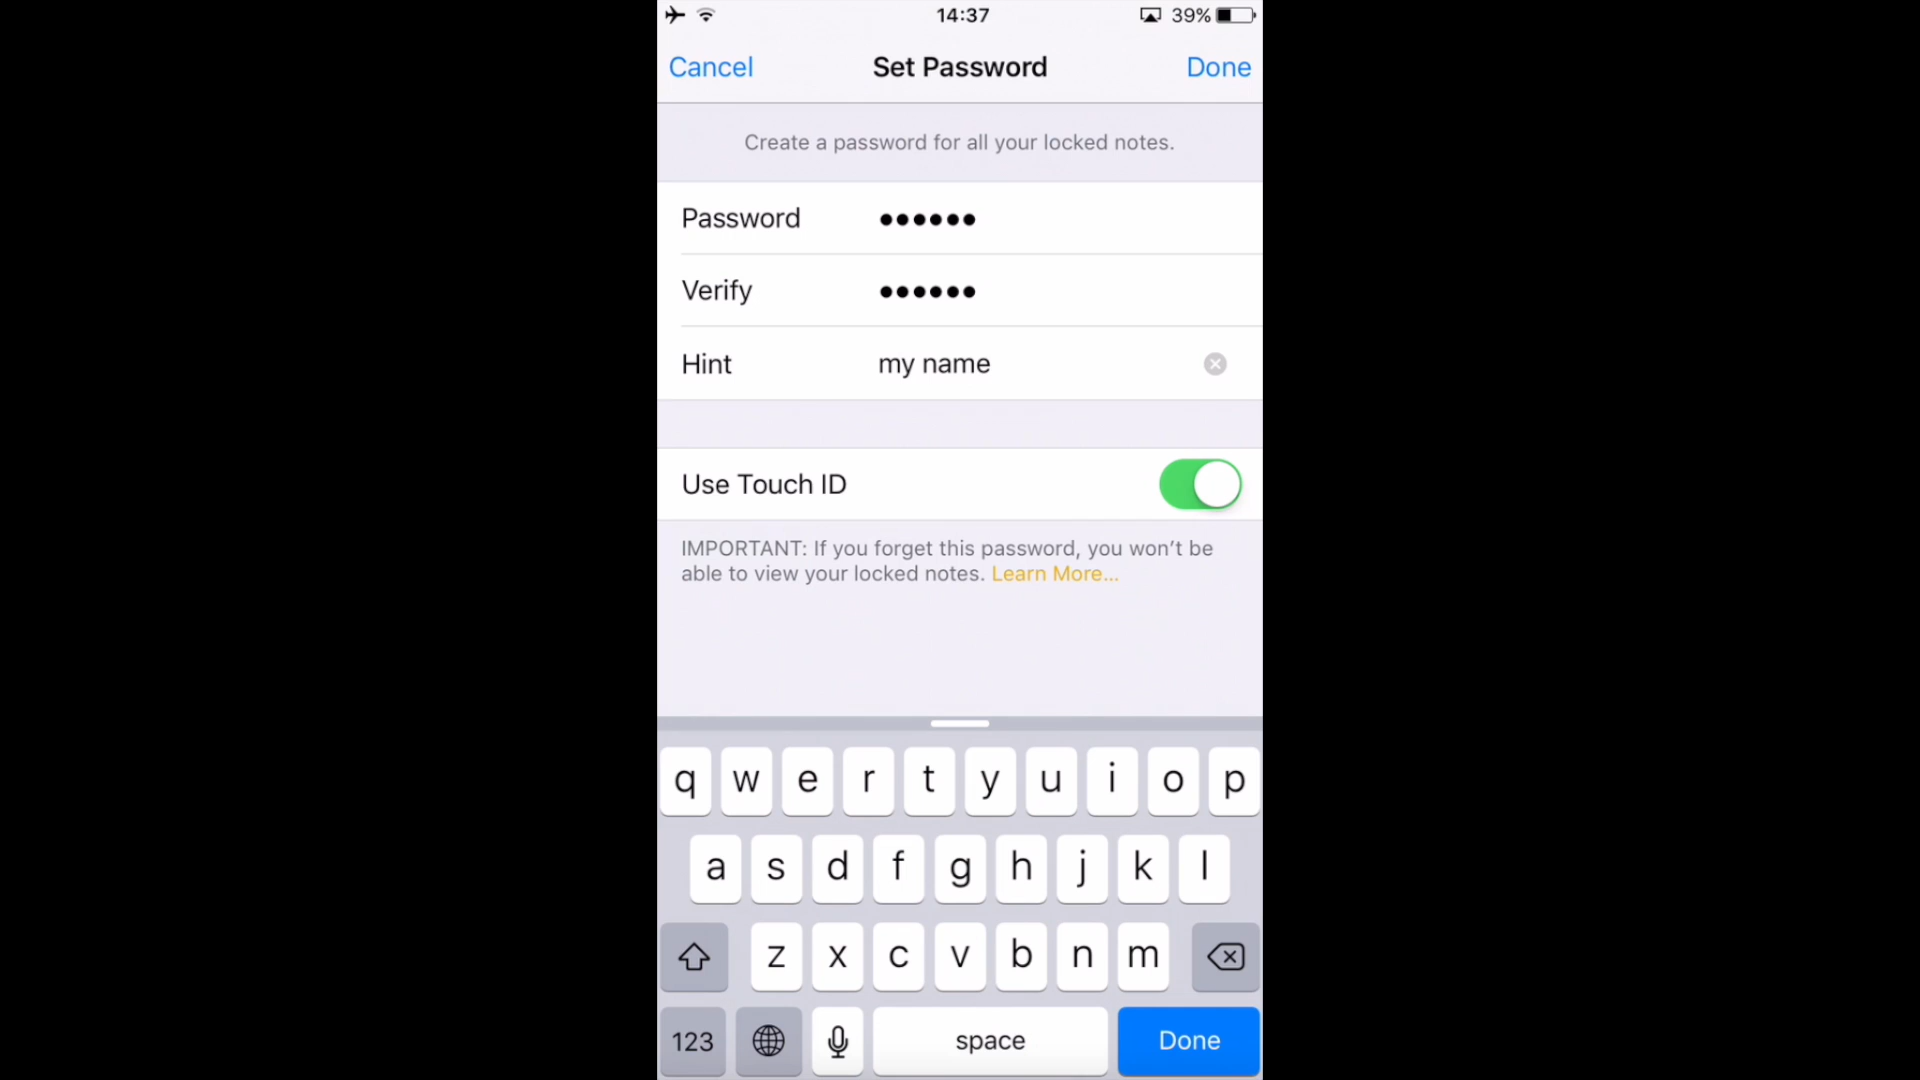 14:37 39%
Cancel Set Password Done
Create a password for all your locked notes.
Password ••••••
Verify ••••••
Hint my name
Use Touch ID
IMPORTANT: If you forget this password, you won’t be
able to view your locked notes. Learn More...
q w e r t y u i o p
a s d f g h j k l
z x c v b n m
123 space Done